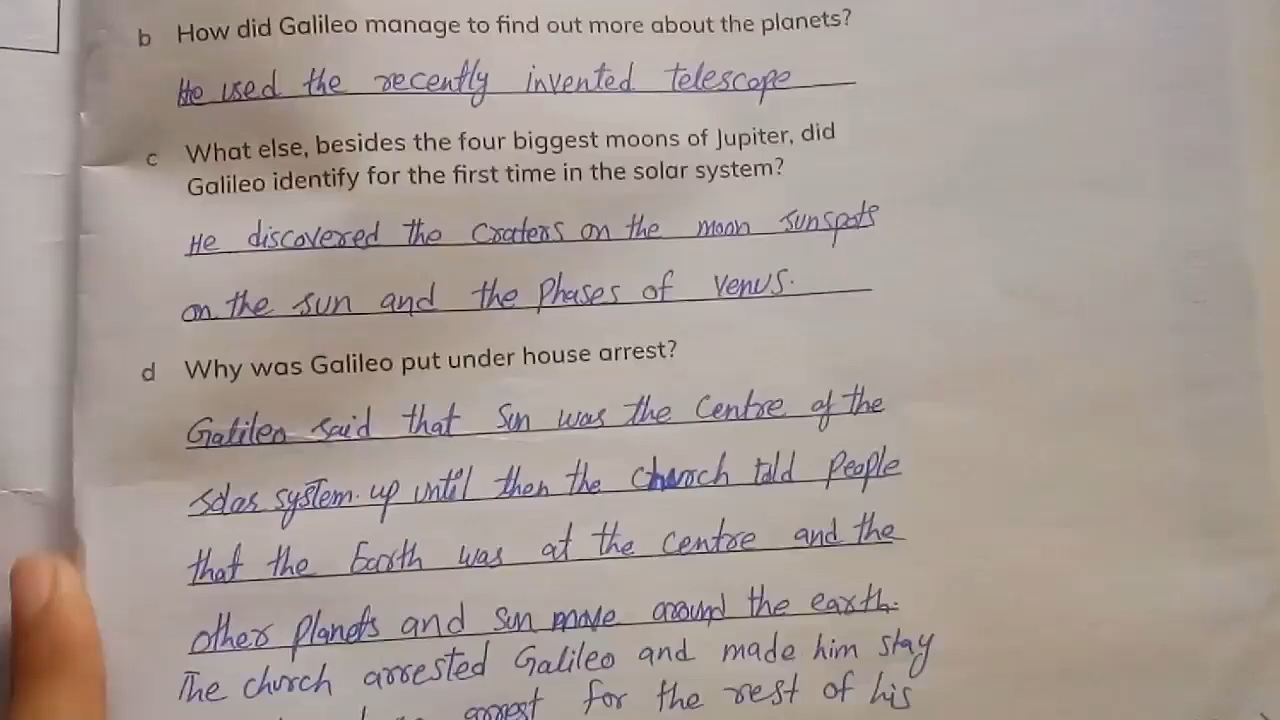 b How did Galileo manage to find out more about the planets?
He used the recently invented telescope
c What else, besides the four biggest moons of Jupiter, did
Galileo identify for the first time in the solar system?
He discovered the craters on the moon sunspots
on the sun and the Phases of Venus.
d Why was Galileo put under house arrest?
Galileo said that Sun was the Centre of the
solar system. up until then the church told People
that the Earth was at the centre and the
other planets and Sun move around the earth.
The church arrested Galileo and made him stay
arrest for the rest of his